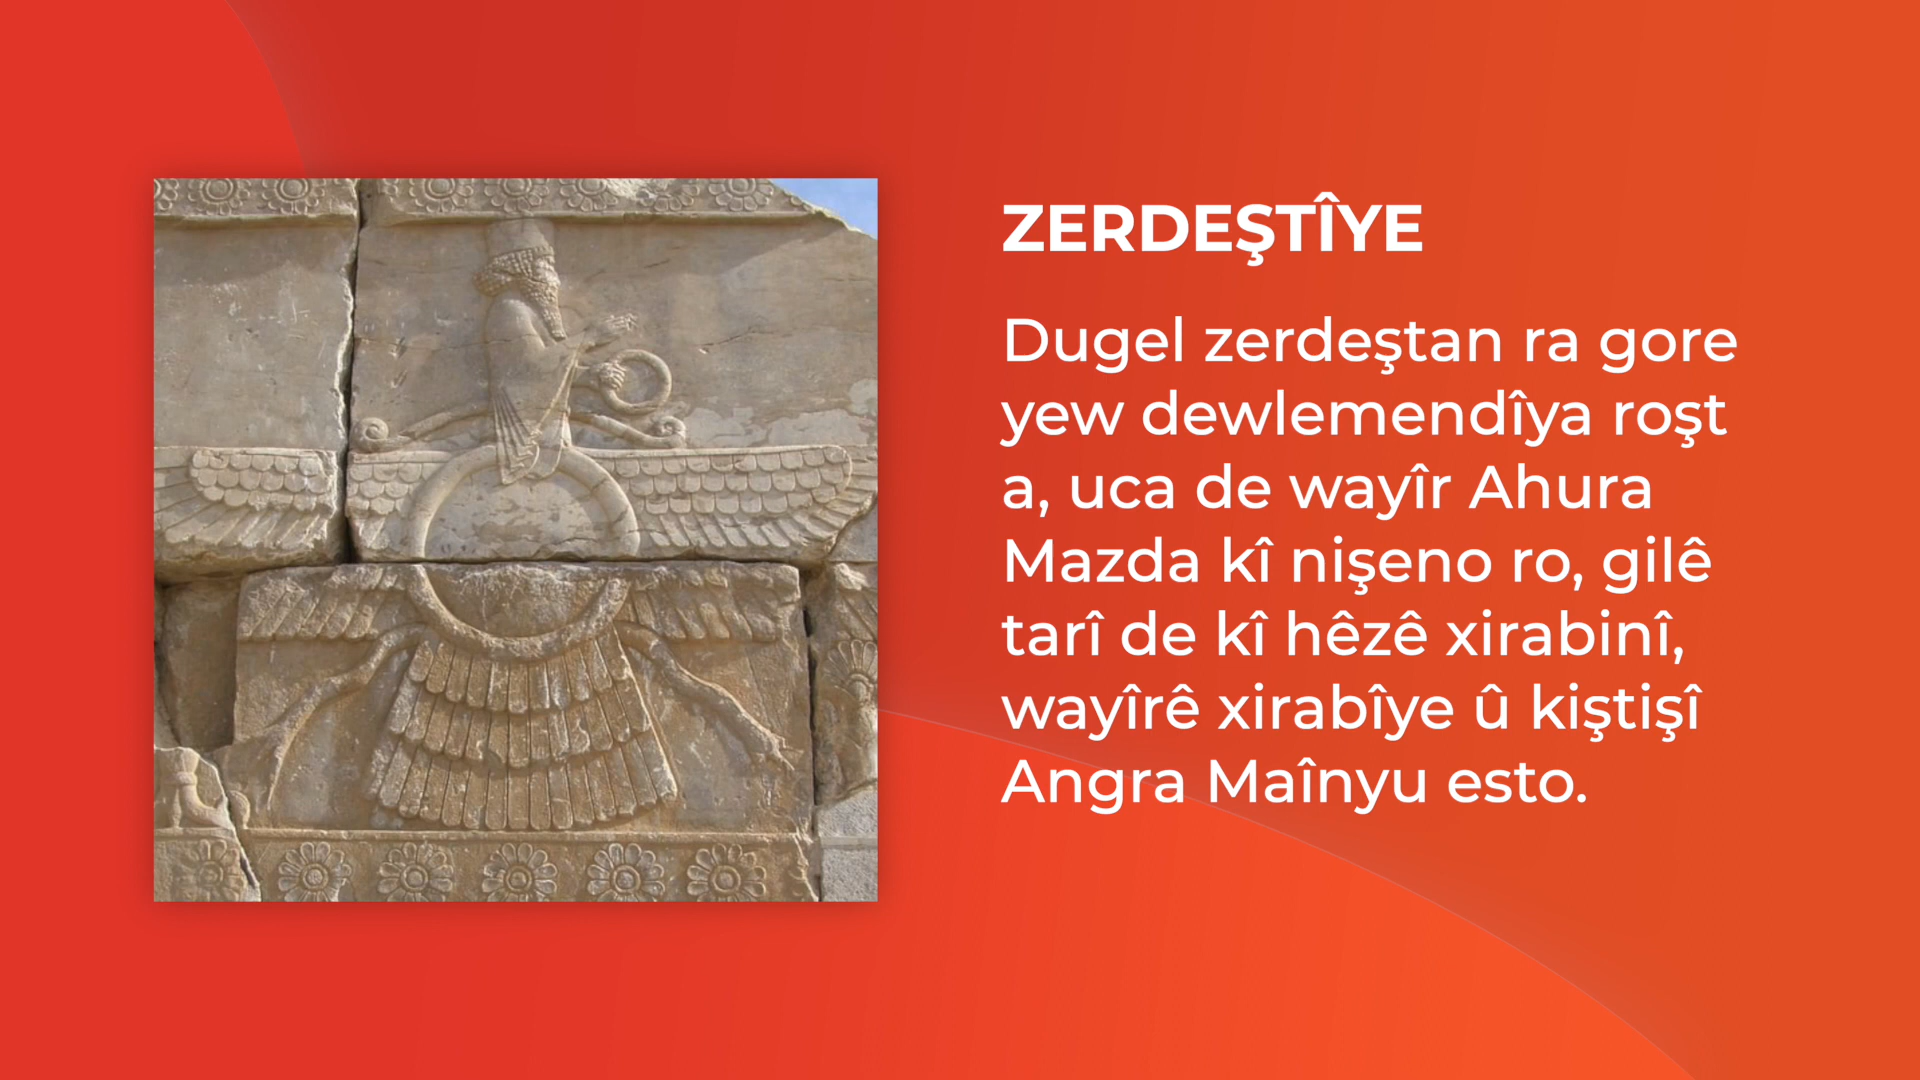 ZERDEŞTÎYE
Dugel zerdeştan ra gore
yew dewlemendîya roşt
a, uca de wayîr Ahura
Mazda kî nişeno ro, gilê
tarî de kî hêzê xirabinî,
wayîrê xirabîye û kiştişî
Angra Maînyu esto.